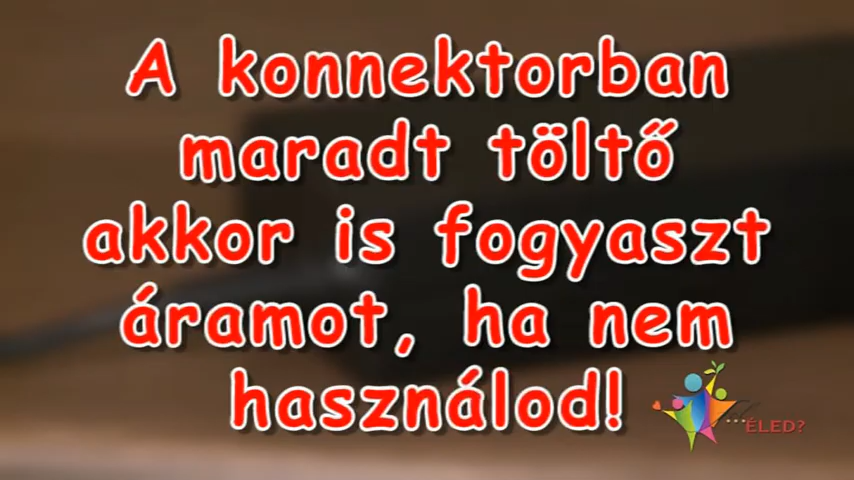 A konnektorban
maradt töltő
akkor is fogyaszt
áramot, ha nem
használod!
...ÉLED?